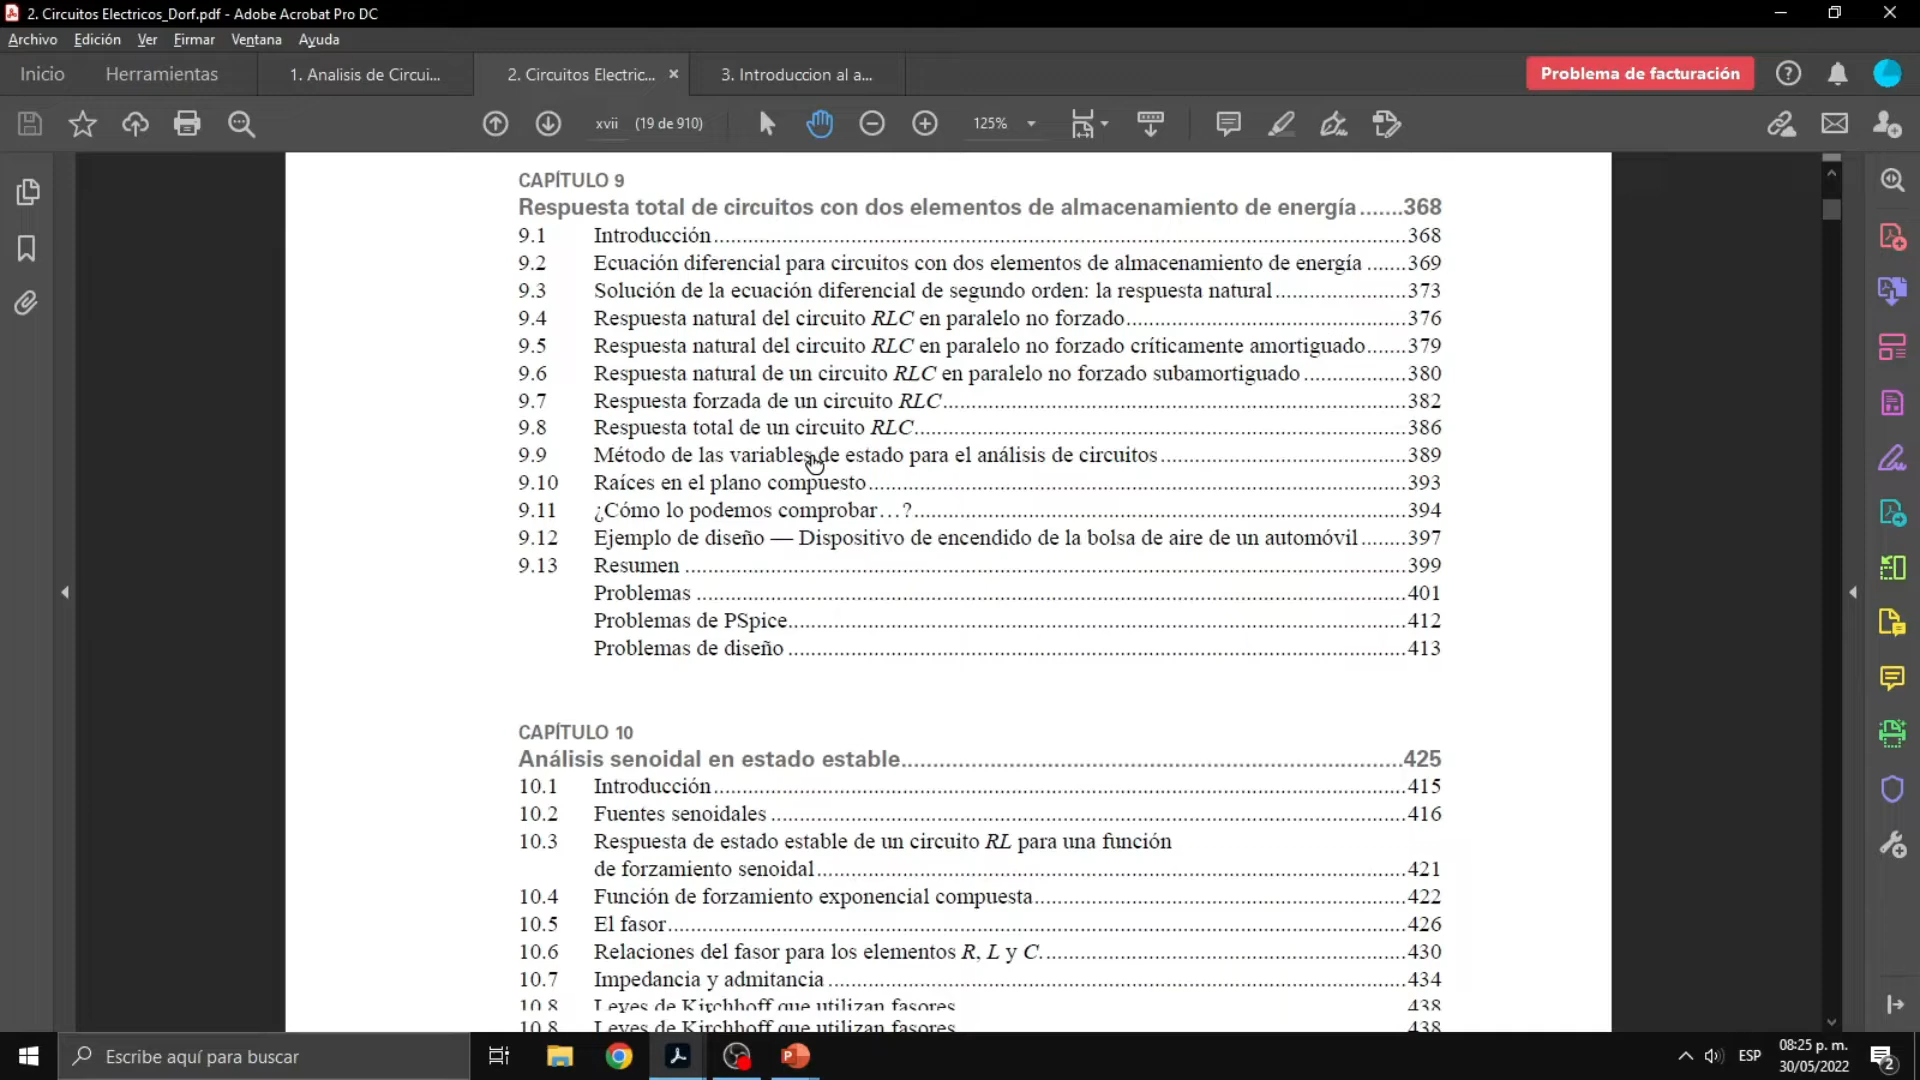 2. Circuitos Electricos_Dorf.pdf - Adobe Acrobat Pro DC
Archivo Edición Ver Firmar Ventana Ayuda
Inicio Herramientas 1. Analisis de Circui... 2. Circuitos Electric... × 3. Introduccion al a... Problema de facturación
xvii (19 de 910) 125%
CAPÍTULO 9
Respuesta total de circuitos con dos elementos de almacenamiento de energía.......368
9.1 Introducción........368
9.2 Ecuación diferencial para circuitos con dos elementos de almacenamiento de energía.......369
9.3 Solución de la ecuación diferencial de segundo orden: la respuesta natural........373
9.4 Respuesta natural del circuito RLC en paralelo no forzado........376
9.5 Respuesta natural del circuito RLC en paralelo no forzado críticamente amortiguado.......379
9.6 Respuesta natural de un circuito RLC en paralelo no forzado subamortiguado........380
9.7 Respuesta forzada de un circuito RLC........382
9.8 Respuesta total de un circuito RLC........386
9.9 Método de las variables de estado para el análisis de circuitos........389
9.10 Raíces en el plano compuesto........393
9.11 ¿Cómo lo podemos comprobar…?........394
9.12 Ejemplo de diseño — Dispositivo de encendido de la bolsa de aire de un automóvil........397
9.13 Resumen........399
Problemas........401
Problemas de PSpice........412
Problemas de diseño........413
CAPÍTULO 10
Análisis senoidal en estado estable........425
10.1 Introducción........415
10.2 Fuentes senoidales........416
10.3 Respuesta de estado estable de un circuito RL para una función
de forzamiento senoidal........421
10.4 Función de forzamiento exponencial compuesta........422
10.5 El fasor........426
10.6 Relaciones del fasor para los elementos R, L y C........430
10.7 Impedancia y admitancia........434
10.8 Leyes de Kirchhoff que utilizan fasores 438
10.8 Leyes de Kirchhoff que utilizan fasores 438
Escribe aquí para buscar ESP 08:25 p. m.
30/05/2022 2